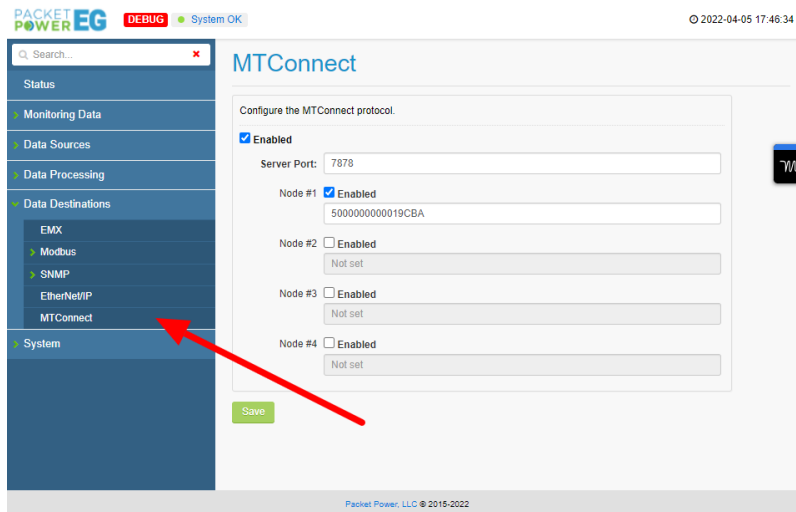 PACKET POWER EG DEBUG System OK 2022-04-05 17:46:34
Search...
Status
Monitoring Data
Data Sources
Data Processing
Data Destinations
EMX
Modbus
SNMP
EtherNet/IP
MTConnect
System
MTConnect
Configure the MTConnect protocol.
Enabled
Server Port: 7878
Node #1 Enabled
5000000000019CBA
Node #2 Enabled
Not set
Node #3 Enabled
Not set
Node #4 Enabled
Not set
Save
Packet Power, LLC © 2015-2022